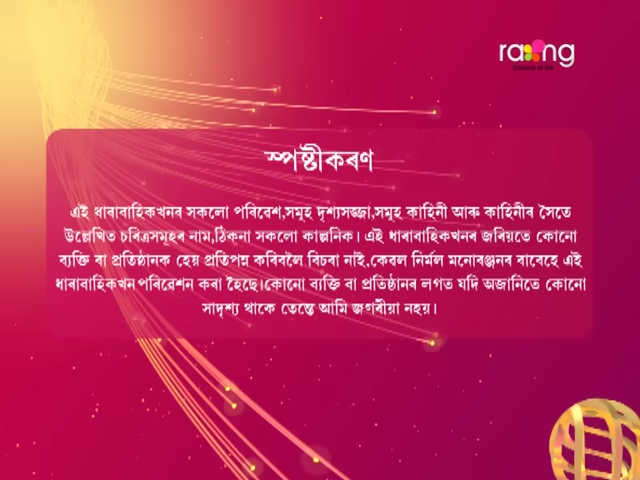 rang
স্পষ্টীকৰণ
এই ধাৰাবাহিকখনৰ সকলো পৰিৱেশ,সমূহ দৃশ্যসজ্জা,সমূহ কাহিনী আৰু কাহিনীৰ সৈতে
উল্লেখিত চৰিত্ৰসমূহৰ নাম,ঠিকনা সকলো কাল্পনিক। এই ধাৰাবাহিকখনৰ জৰিয়তে কোনো
ব্যক্তি বা প্ৰতিষ্ঠানক হেয় প্ৰতিপন্ন কৰিবলৈ বিচৰা নাই.কেৱল নিৰ্মল মনোৰঞ্জনৰ বাবেহে এই
ধাৰাবাহিকখন পৰিৱেশন কৰা হৈছে।কোনো ব্যক্তি বা প্ৰতিষ্ঠানৰ লগত যদি অজানিতে কোনো
সাদৃশ্য থাকে তেন্তে আমি জগৰীয়া নহয়।